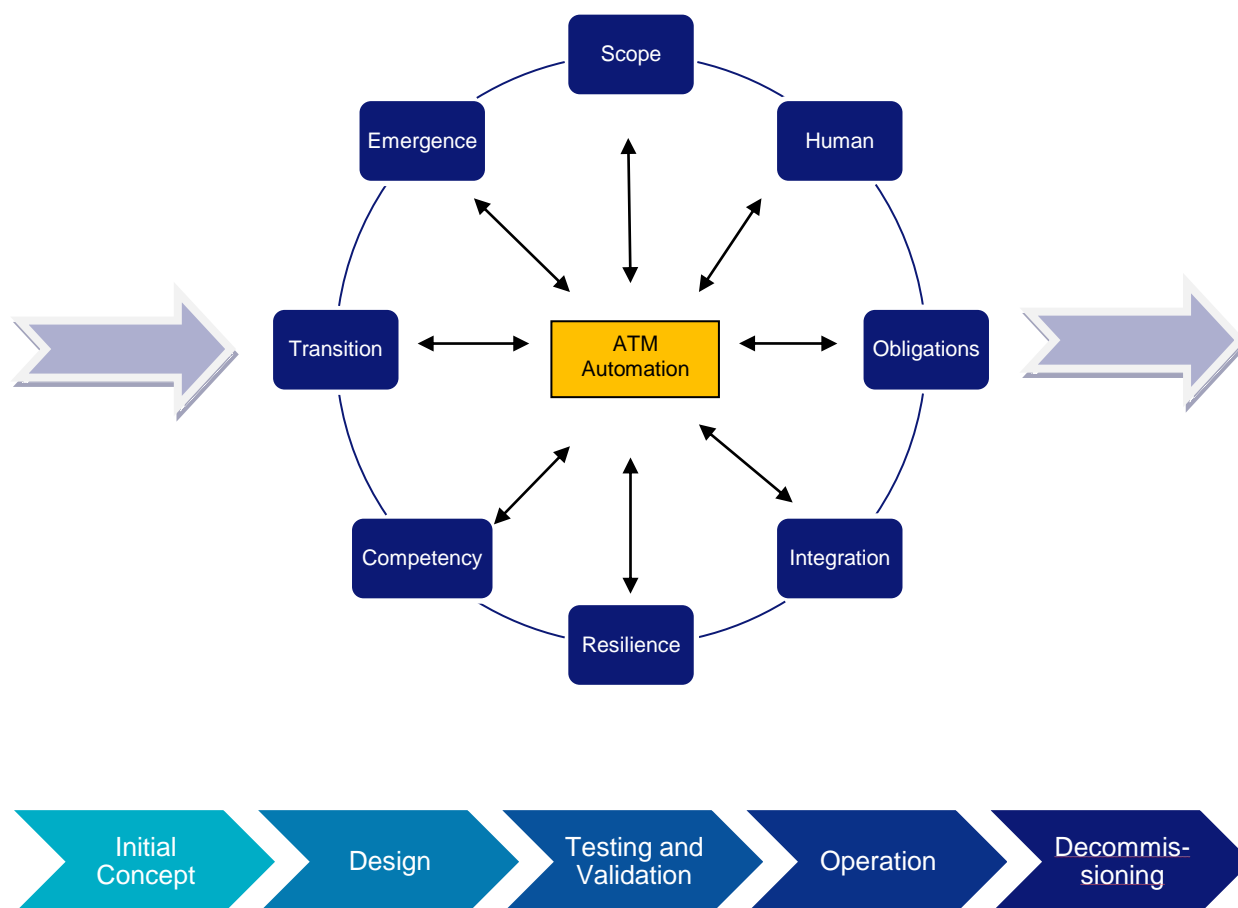 Scope
Emergence
Human
Transition
ATM
Automation
Obligations
Competency
Integration
Resilience
Initial
Concept
Design
Testing and
Validation
Operation
Decommis-
sioning